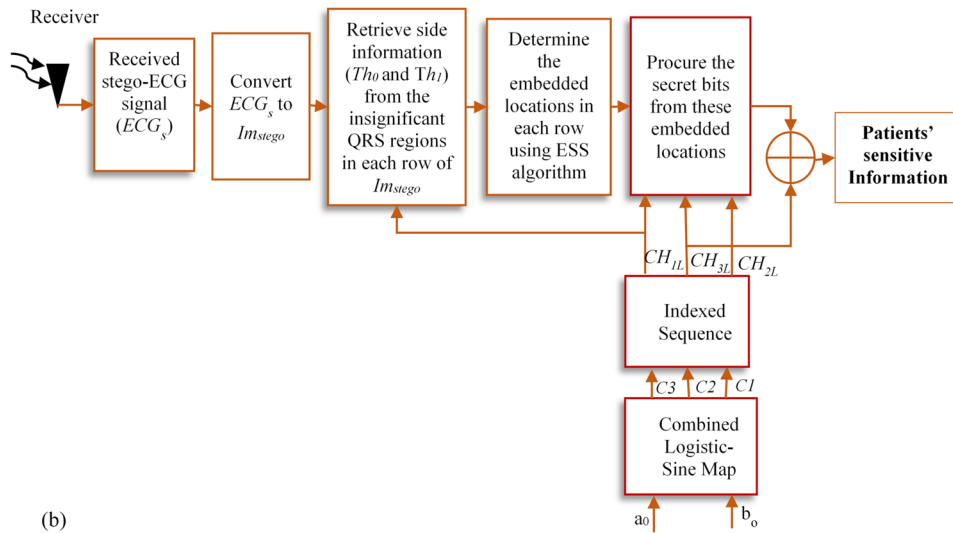 Receiver
Received
stego-ECG
signal
(ECGₛ)
Convert
ECGₛ to
Imₛₜₑgₒ
Retrieve side
information
(Th₀ and Th₁)
from the
insignificant
QRS regions
in each row of
Imₛₜₑgₒ
Determine
the
embedded
locations in
each row
using ESS
algorithm
Procure the
secret bits
from these
embedded
locations
Patients’
sensitive
Information
CH1L
CH3L
CH2L
Indexed
Sequence
C3
C2
C1
Combined
Logistic-
Sine Map
a₀
bₒ
(b)